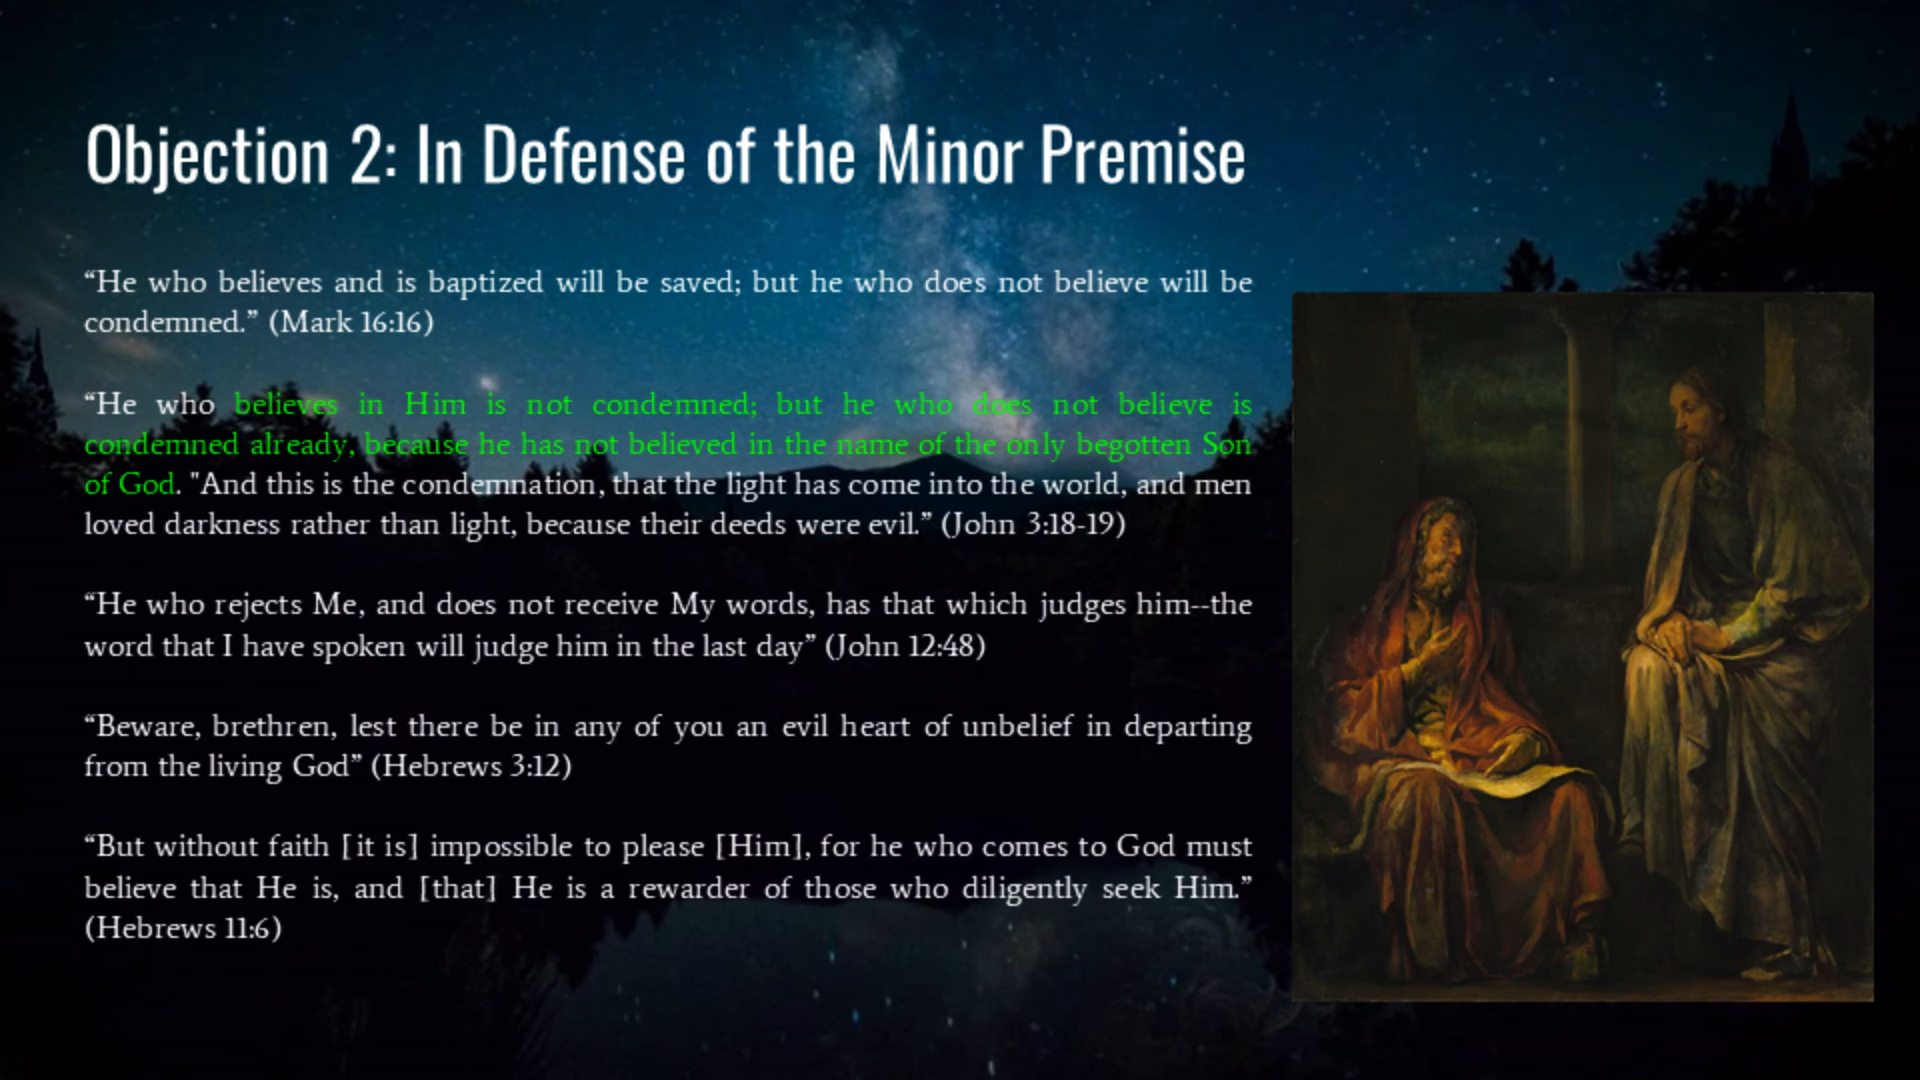 Objection 2: In Defense of the Minor Premise
“He who believes and is baptized will be saved; but he who does not believe will be
condemned.” (Mark 16:16)
“He who believes in Him is not condemned; but he who does not believe is
condemned already, because he has not believed in the name of the only begotten Son
of God. "And this is the condemnation, that the light has come into the world, and men
loved darkness rather than light, because their deeds were evil.” (John 3:18-19)
“He who rejects Me, and does not receive My words, has that which judges him--the
word that I have spoken will judge him in the last day” (John 12:48)
“Beware, brethren, lest there be in any of you an evil heart of unbelief in departing
from the living God” (Hebrews 3:12)
“But without faith [it is] impossible to please [Him], for he who comes to God must
believe that He is, and [that] He is a rewarder of those who diligently seek Him.”
(Hebrews 11:6)